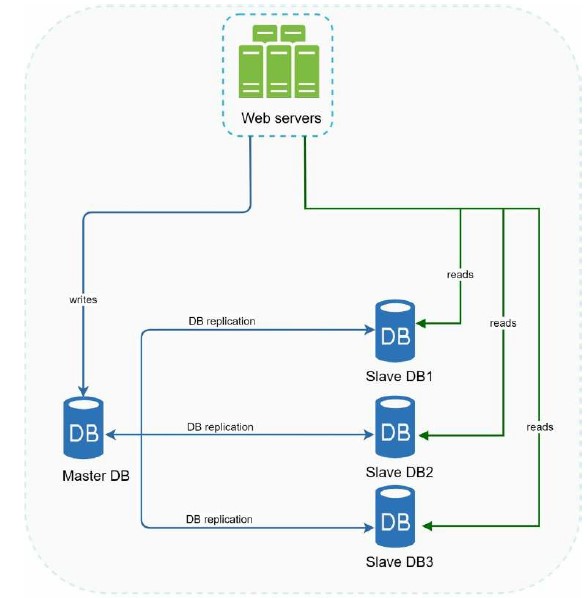 Web servers
writes
reads
reads
reads
DB replication
DB
Slave DB1
DB
Master DB
DB replication
DB
Slave DB2
DB replication
DB
Slave DB3